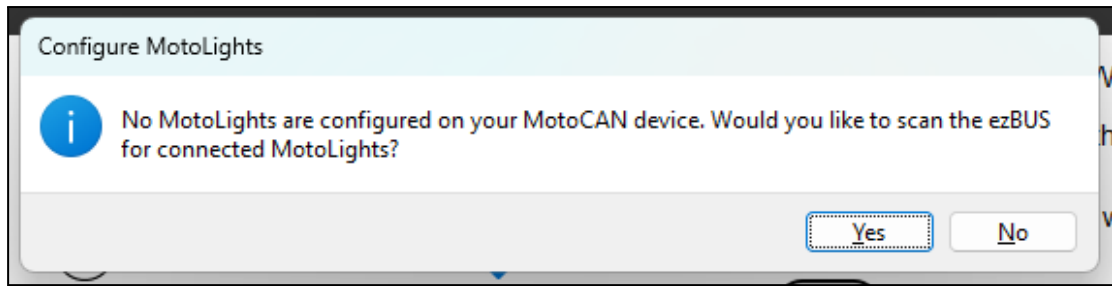 Configure MotoLights
No MotoLights are configured on your MotoCAN device. Would you like to scan the ezBUS
for connected MotoLights?
Yes
No